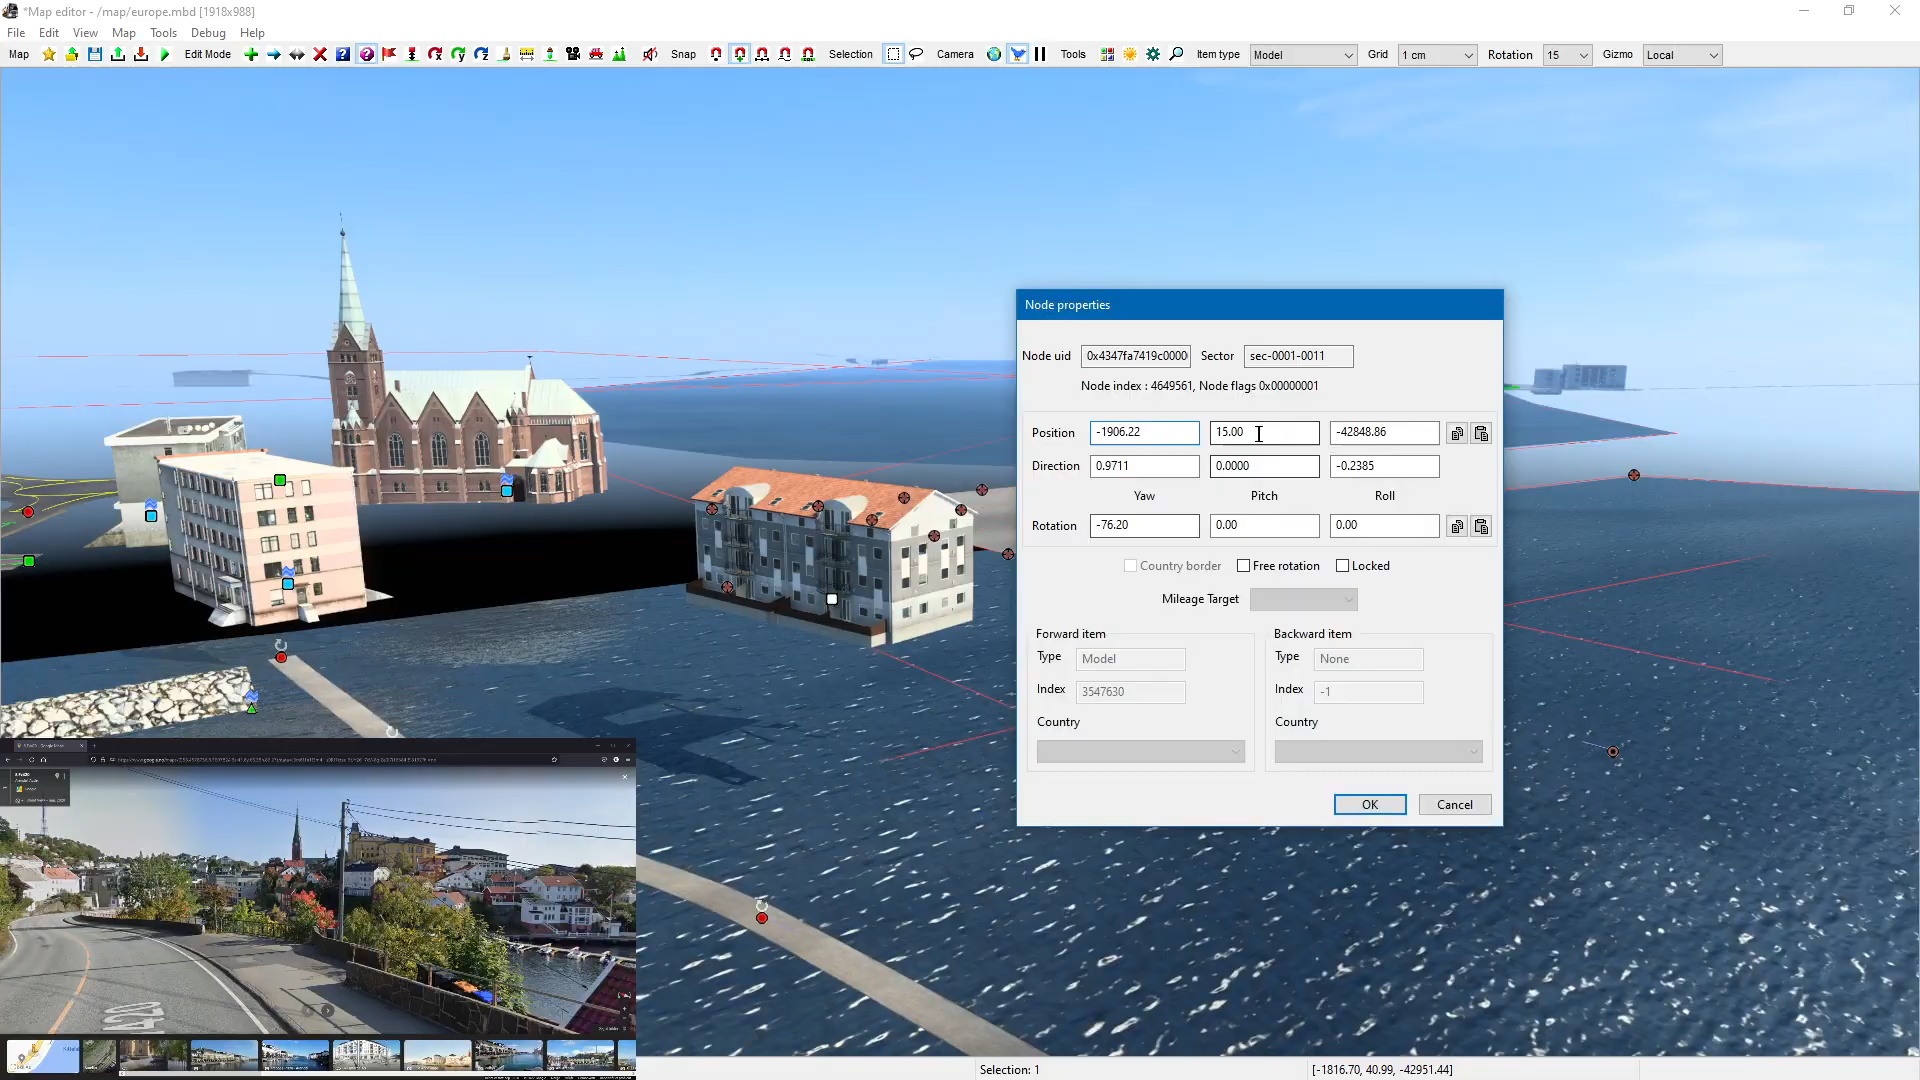 *Map editor - /map/europe.mbd [1918x988]
File Edit View Map Tools Debug Help
Map Edit Mode Snap Selection Camera Tools Item type Model Grid 1 cm Rotation 15 Gizmo Local
Node properties
Node uid 0x4347fa7419c0000 Sector sec-0001-0011
Node index : 4649561, Node flags 0x00000001
Position -1906.22 15.00 -42848.86
Direction 0.9711 0.0000 -0.2385
Yaw Pitch Roll
Rotation -76.20 0.00 0.00
Country border Free rotation Locked
Mileage Target
Forward item Backward item
Type Model Type None
Index 3547630 Index -1
Country Country
OK Cancel
420
Selection: 1 [-1816.70, 40.99, -42951.44]